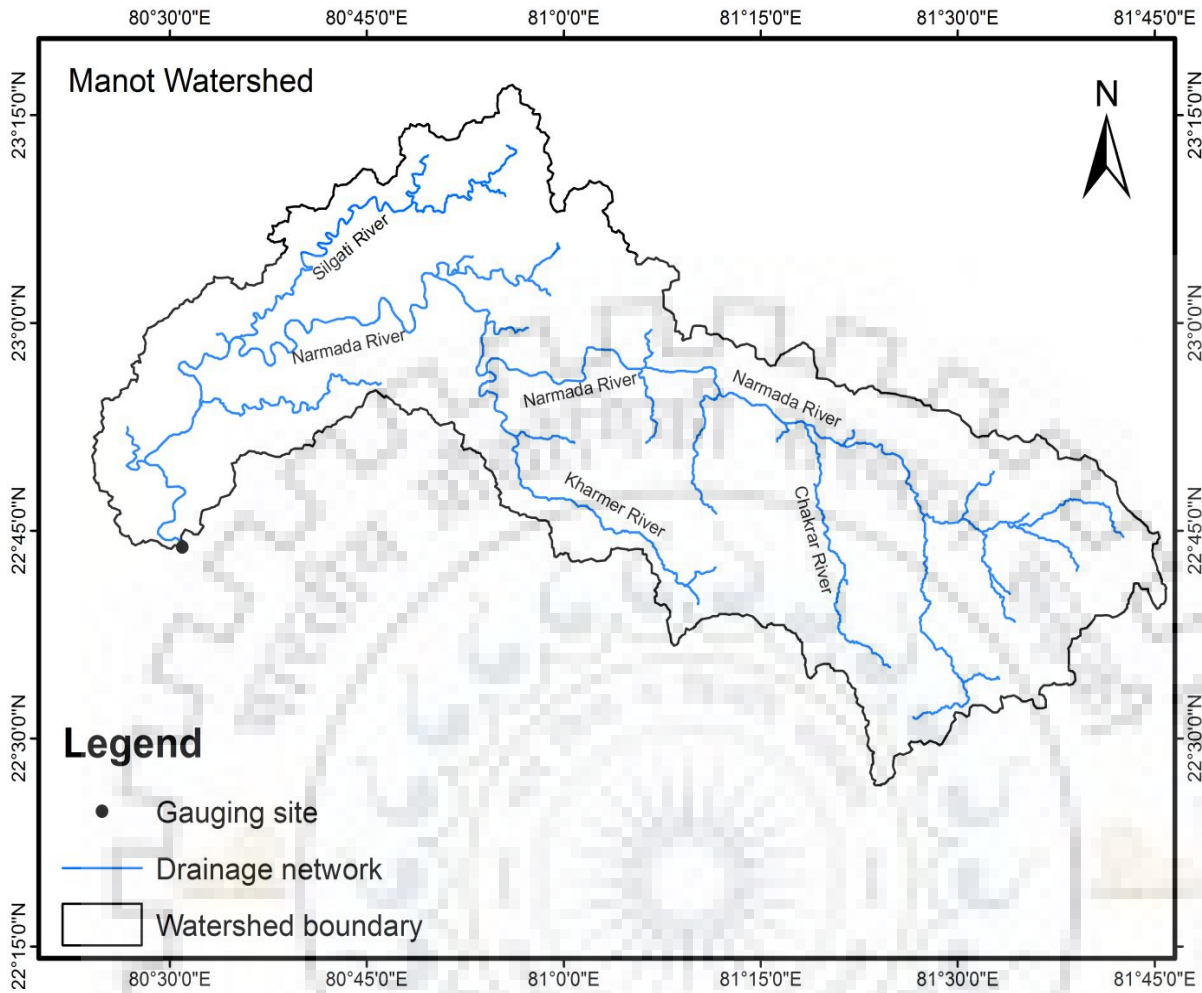 80°30'0"E 80°45'0"E 81°0'0"E 81°15'0"E 81°30'0"E 81°45'0"E
Manot Watershed
N
23°15'0"N 23°15'0"N
Silgati River
23°0'0"N 23°0'0"N
Narmada River
Narmada River
Narmada River
Kharmer River
Chakrar River
22°45'0"N 22°45'0"N
22°30'0"N 22°30'0"N
Legend
Gauging site
Drainage network
Watershed boundary
22°15'0"N 22°15'0"N
80°30'0"E 80°45'0"E 81°0'0"E 81°15'0"E 81°30'0"E 81°45'0"E